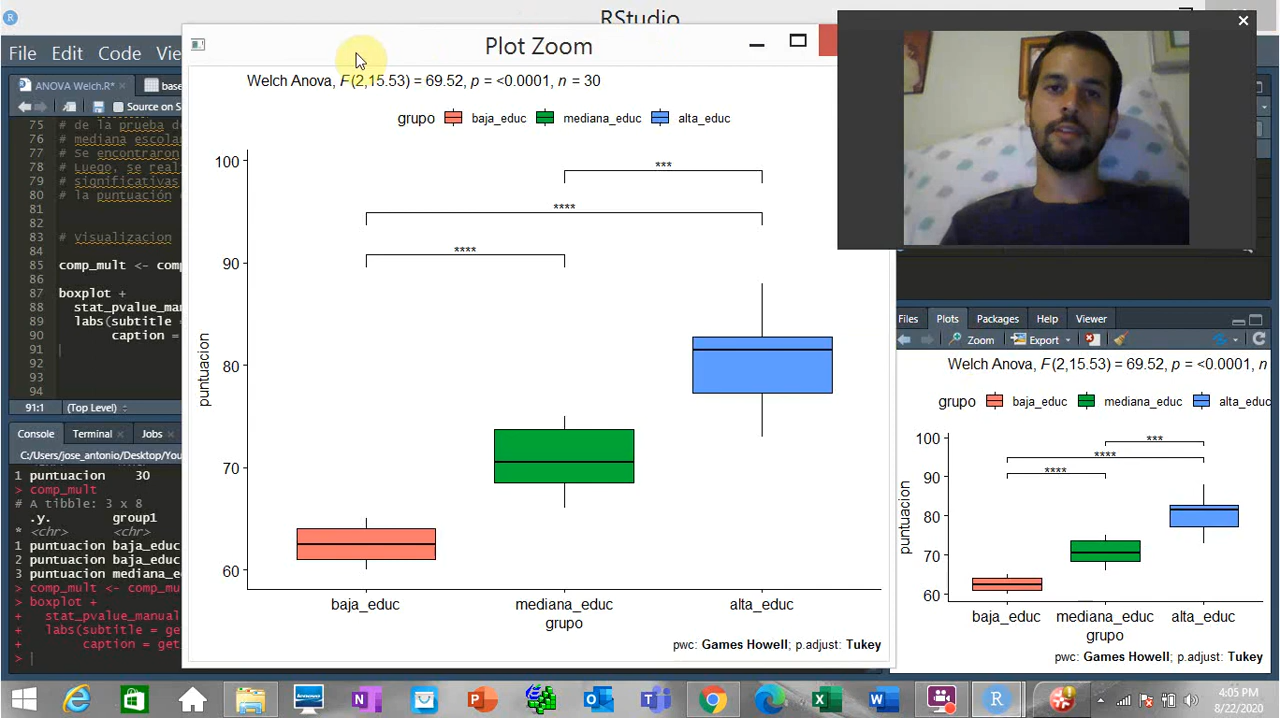 RStudio
File Edit Code Vie
Plot Zoom
ANOVA Welch.R*
base
Source on S
75 # de la prueba de
76 # mediana escolar
77 # Se encontraron
78 # Luego, se real
79 # significativas
80 # la puntuación
81
82
83 # Visualizacion
84
85 comp_mult <- comp
86
87 boxplot +
88 stat_pvalue_man
89 labs(subtitle =
90 caption =
91
92
93
94
91:1 (Top Level)
Console Terminal Jobs
C:/Users/jose_antonio/Desktop/You
1 puntuacion 30
> comp_mult
# A tibble: 3 x 8
.y. group1
* <chr> <chr>
1 puntuacion baja_educ
2 puntuacion baja_educ
3 puntuacion mediana_e
> comp_mult <- comp_mu
> boxplot +
+ stat_pvalue_manual
+ labs(subtitle = ge
+ caption = get
>
Welch Anova, F(2,15.53) = 69.52, p = <0.0001, n = 30
grupo baja_educ mediana_educ alta_educ
***
****
****
100
90
80
70
60
puntuacion
baja_educ mediana_educ alta_educ
grupo
pwc: Games Howell; p.adjust: Tukey
Files Plots Packages Help Viewer
Zoom Export
Welch Anova, F(2,15.53) = 69.52, p = <0.0001, n
grupo baja_educ mediana_educ alta_educ
***
****
****
100
90
80
70
60
puntuacion
baja_educ mediana_educ alta_educ
grupo
pwc: Games Howell; p.adjust: Tukey
4:05 PM
8/22/2020